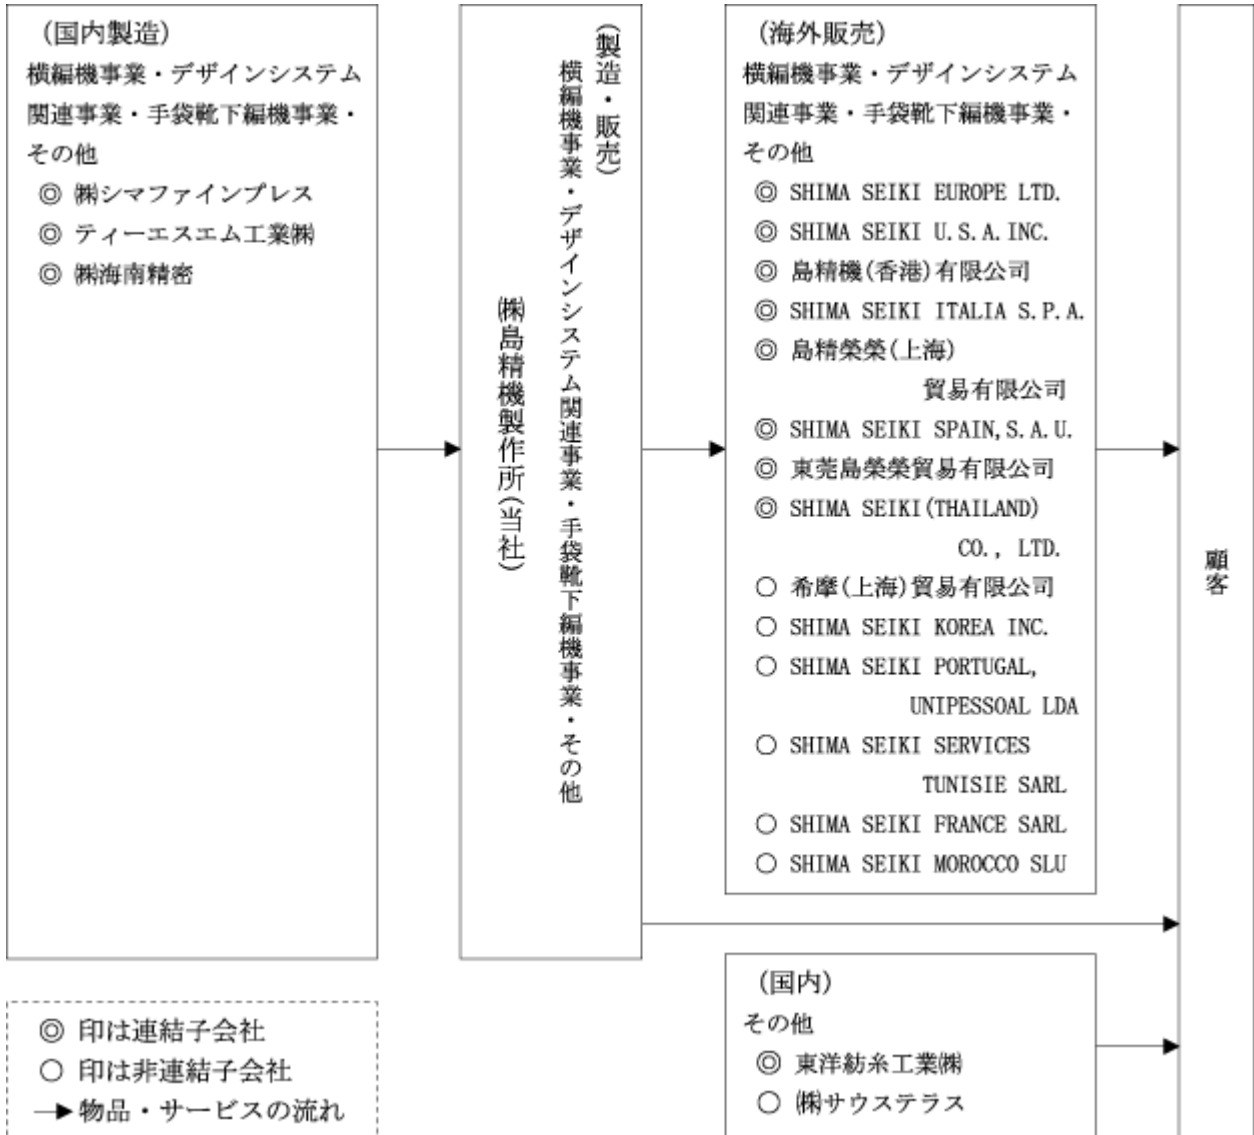 (国内製造)
横編機事業・デザインシステム
関連事業・手袋靴下編機事業・
その他
◎ ㈱シマファインプレス
◎ ティーエスエム工業㈱
◎ ㈱海南精密
(製造・販売)
横編機事業・デザインシステム関連事業・手袋靴下編機事業・その他
㈱島精機製作所(当社)
(海外販売)
横編機事業・デザインシステム
関連事業・手袋靴下編機事業・
その他
◎ SHIMA SEIKI EUROPE LTD.
◎ SHIMA SEIKI U.S.A.INC.
◎ 島精機(香港)有限公司
◎ SHIMA SEIKI ITALIA S.P.A.
◎ 島精榮榮(上海)
貿易有限公司
◎ SHIMA SEIKI SPAIN,S.A.U.
◎ 東莞島榮榮貿易有限公司
◎ SHIMA SEIKI(THAILAND)
CO., LTD.
○ 希摩(上海)貿易有限公司
○ SHIMA SEIKI KOREA INC.
○ SHIMA SEIKI PORTUGAL,
UNIPESSOAL LDA
○ SHIMA SEIKI SERVICES
TUNISIE SARL
○ SHIMA SEIKI FRANCE SARL
○ SHIMA SEIKI MOROCCO SLU
顧客
(国内)
その他
◎ 東洋紡糸工業㈱
○ ㈱サウステラス
◎ 印は連結子会社
○ 印は非連結子会社
→ 物品・サービスの流れ